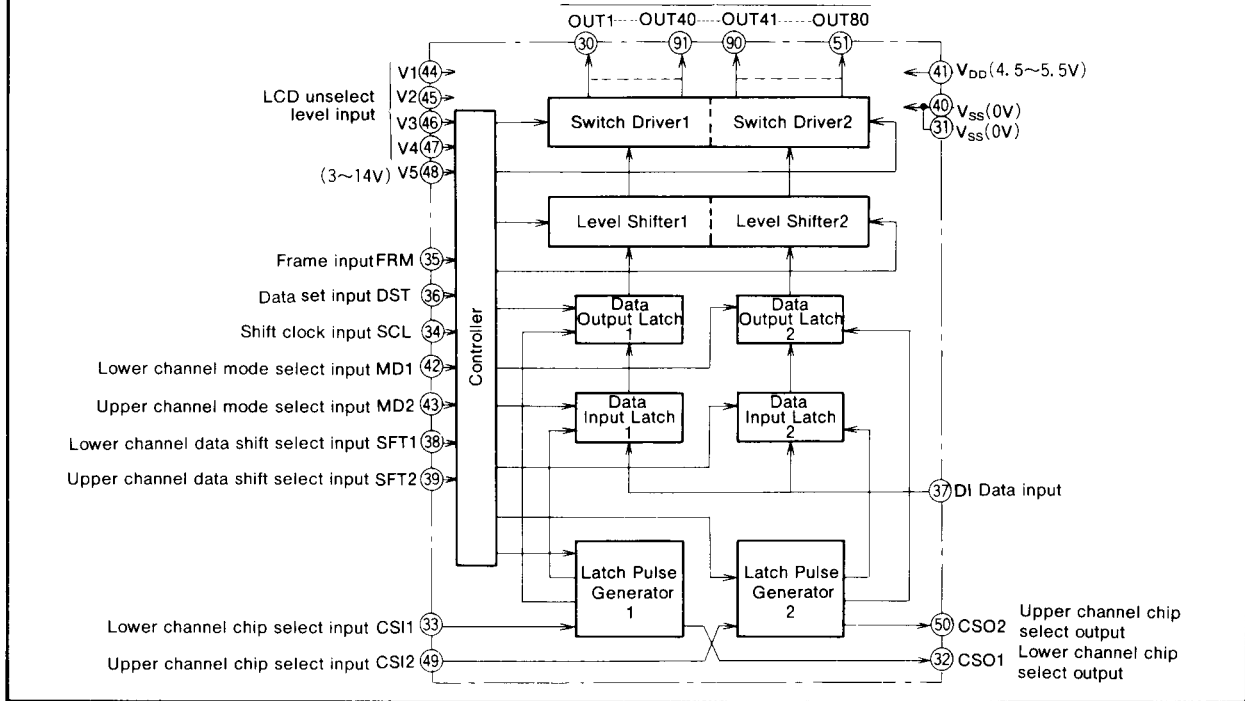 OUT1----OUT40----OUT41----OUT80
30 91 90 51
V1 44
V2 45
V3 46
V4 47
(3~14V) V5 48
LCD unselect
level input
41 VDD(4.5~5.5V)
40 VSS(0V)
31 VSS(0V)
Switch Driver1
Switch Driver2
Level Shifter1
Level Shifter2
Frame input FRM 35
Data set input DST 36
Shift clock input SCL 34
Lower channel mode select input MD1 42
Upper channel mode select input MD2 43
Lower channel data shift select input SFT1 38
Upper channel data shift select input SFT2 39
Controller
Data
Output Latch
1
Data
Output Latch
2
Data
Input Latch
1
Data
Input Latch
2
37 DI Data input
Latch Pulse
Generator
1
Latch Pulse
Generator
2
Lower channel chip select input CSI1 33
Upper channel chip select input CSI2 49
50 CSO2 Upper channel chip
select output
32 CSO1 Lower channel chip
select output